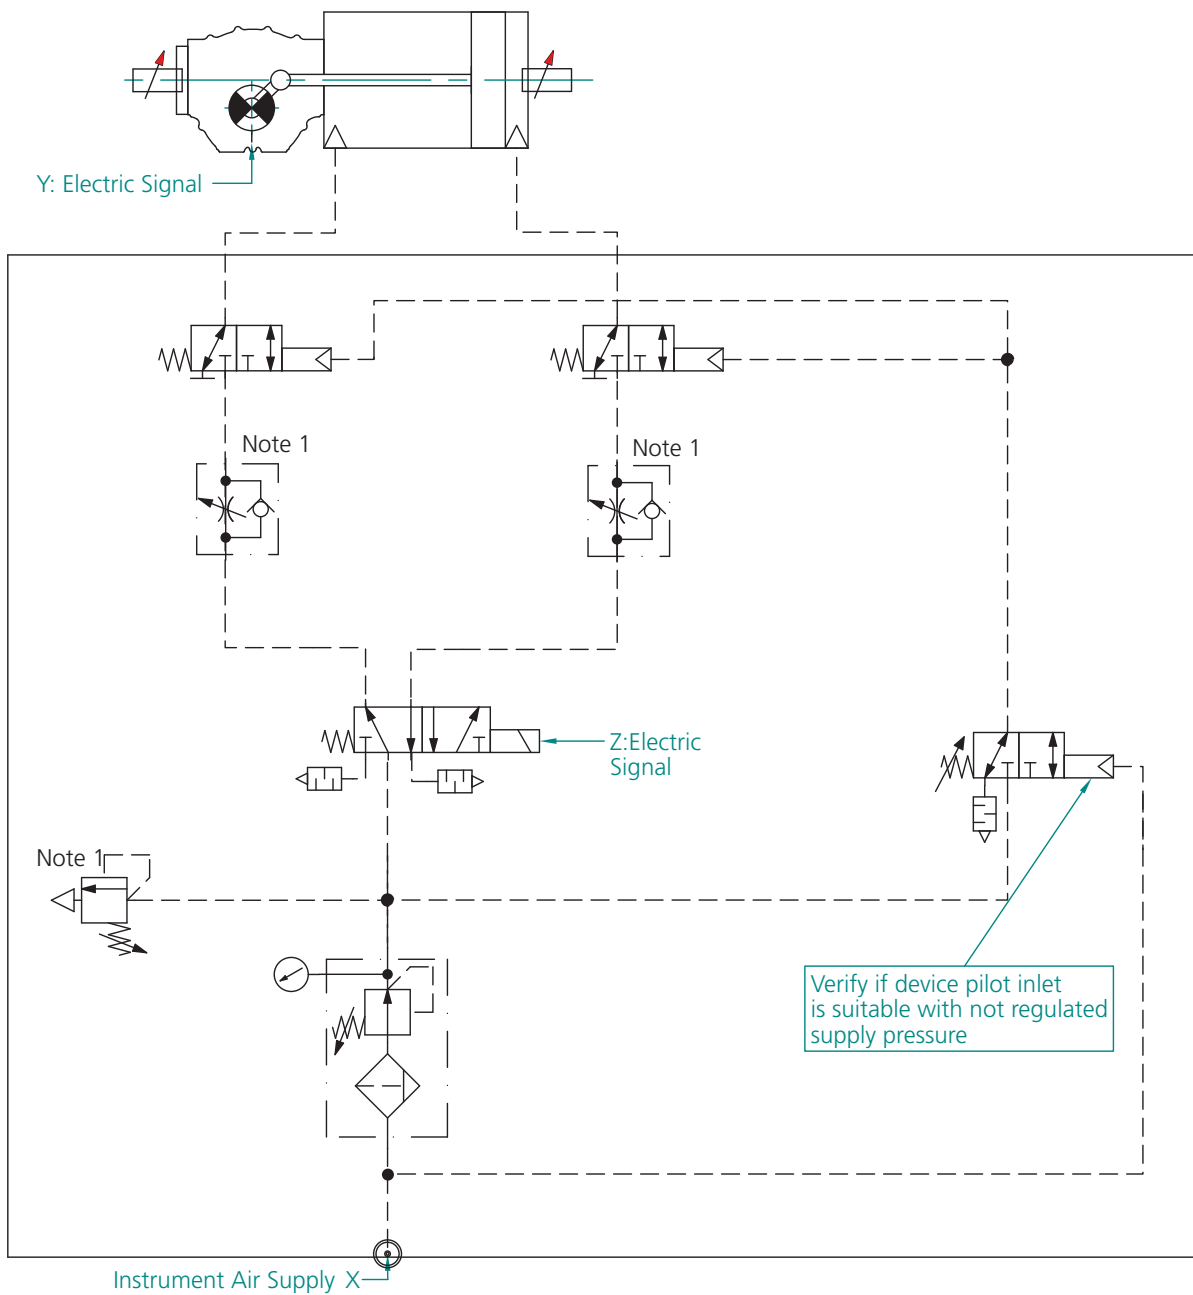 Y: Electric Signal
Note 1
Note 1
Z:Electric
Signal
Note 1
Verify if device pilot inlet
is suitable with not regulated
supply pressure
Instrument Air Supply X